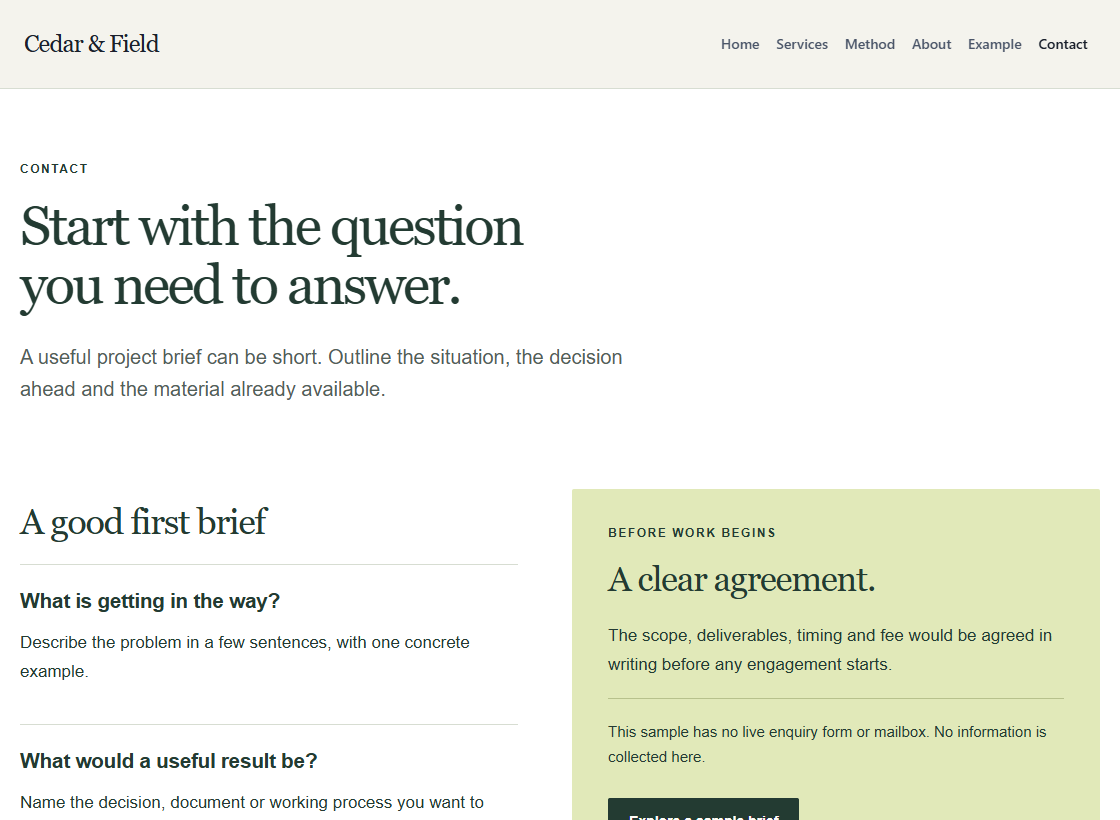 Cedar & Field
Home Services Method About Example Contact
CONTACT
Start with the question
you need to answer.
A useful project brief can be short. Outline the situation, the decision
ahead and the material already available.
A good first brief
What is getting in the way?
Describe the problem in a few sentences, with one concrete
example.
What would a useful result be?
Name the decision, document or working process you want to
BEFORE WORK BEGINS
A clear agreement.
The scope, deliverables, timing and fee would be agreed in
writing before any engagement starts.
This sample has no live enquiry form or mailbox. No information is
collected here.
Explore a sample brief